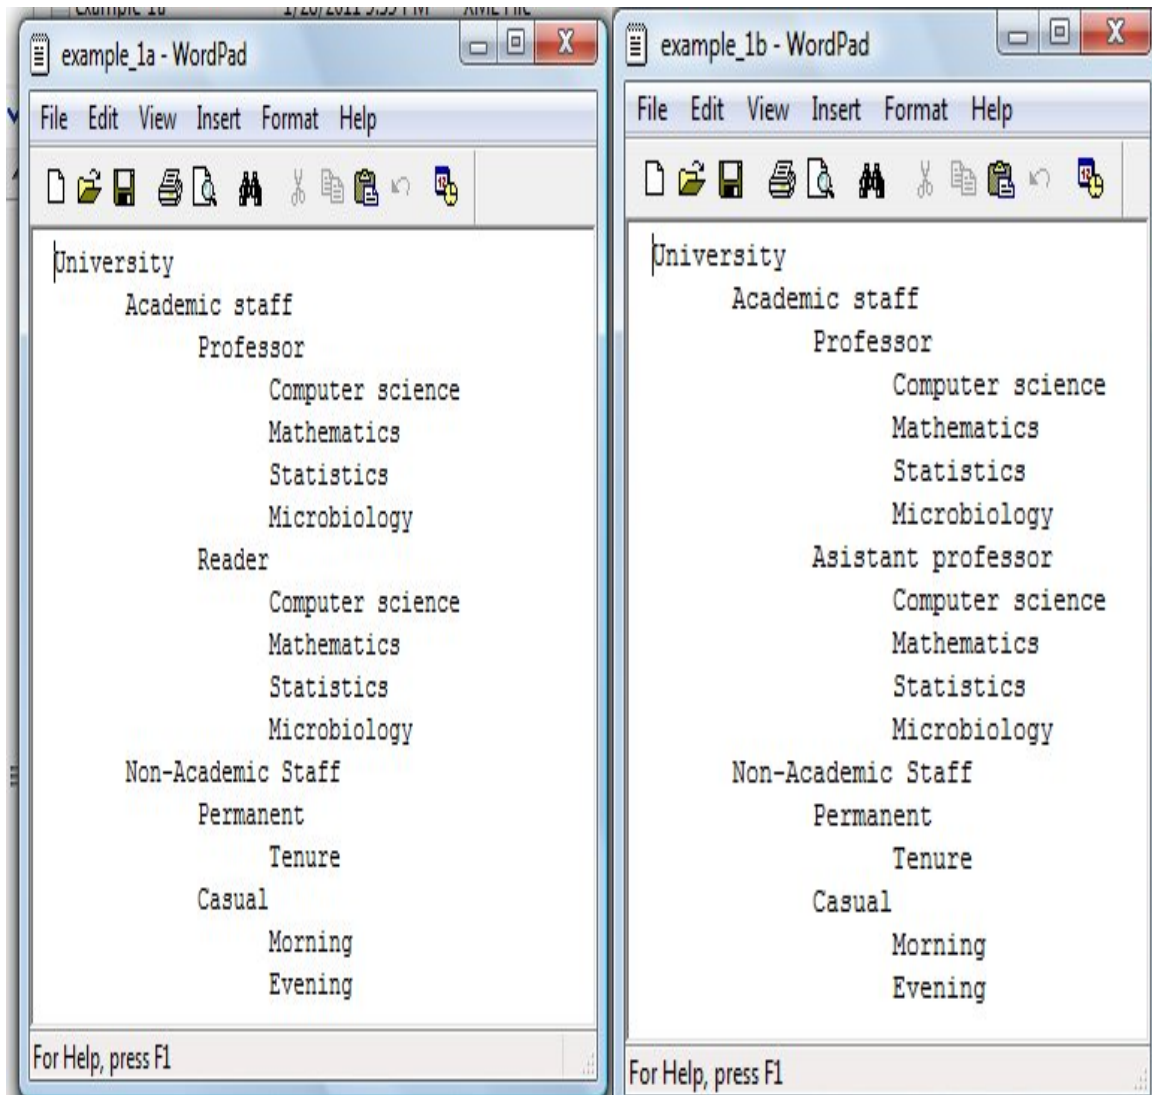 example_1a - WordPad
File Edit View Insert Format Help
University
Academic staff
Professor
Computer science
Mathematics
Statistics
Microbiology
Reader
Computer science
Mathematics
Statistics
Microbiology
Non-Academic Staff
Permanent
Tenure
Casual
Morning
Evening
For Help, press F1
example_1b - WordPad
File Edit View Insert Format Help
University
Academic staff
Professor
Computer science
Mathematics
Statistics
Microbiology
Asistant professor
Computer science
Mathematics
Statistics
Microbiology
Non-Academic Staff
Permanent
Tenure
Casual
Morning
Evening
For Help, press F1